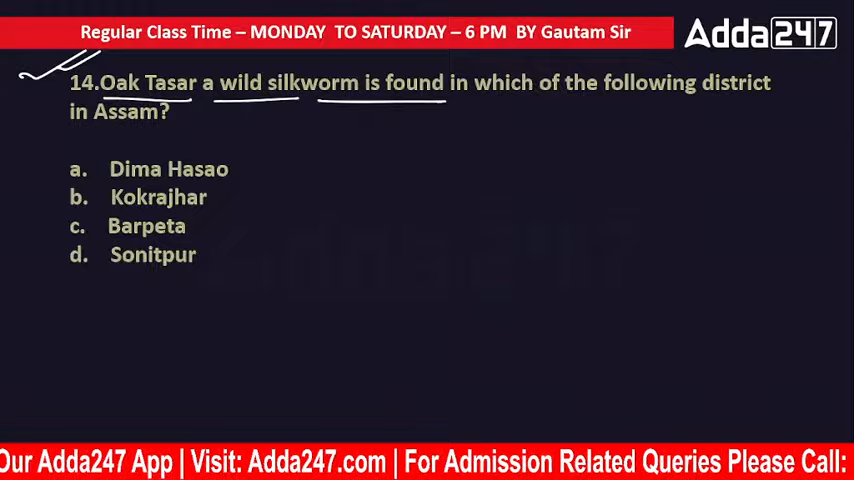 Regular Class Time – MONDAY TO SATURDAY – 6 PM BY Gautam Sir
Adda247
14.Oak Tasar a wild silkworm is found in which of the following district
in Assam?
a. Dima Hasao
b. Kokrajhar
c. Barpeta
d. Sonitpur
Our Adda247 App | Visit: Adda247.com | For Admission Related Queries Please Call: